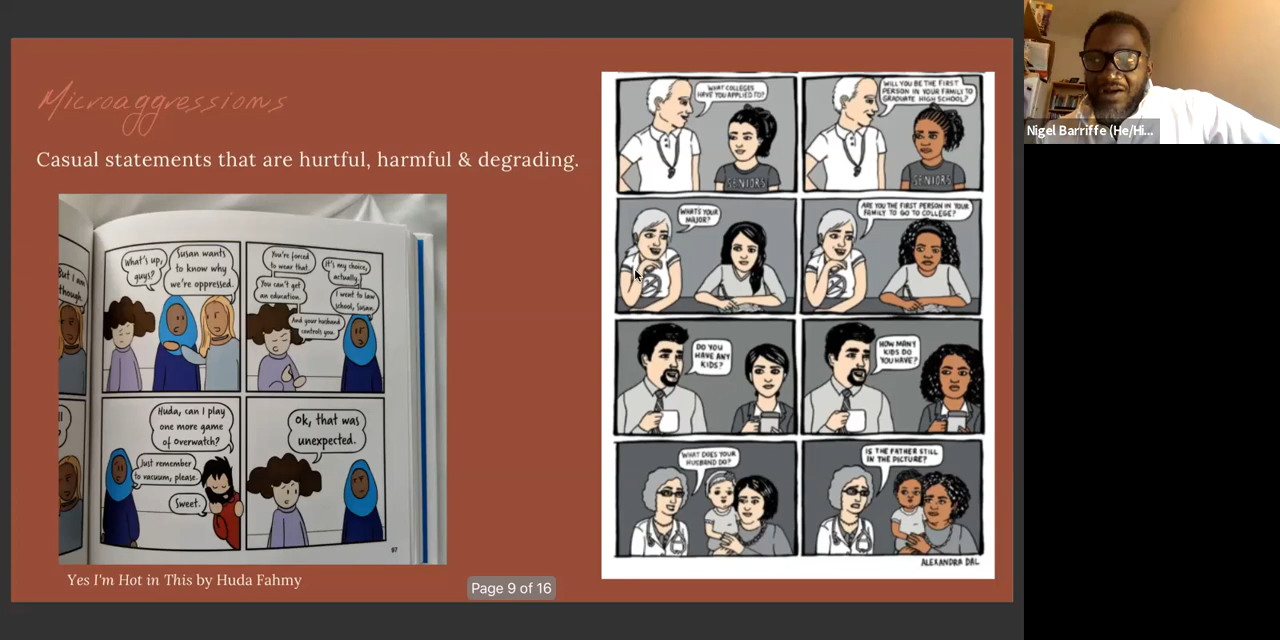 Microaggressions
Casual statements that are hurtful, harmful & degrading.
But I am
though.
What's up,
guys?
Susan wants
to know why
we're oppressed.
You're forced
to wear that.
It's my choice,
actually.
You can't get
an education.
I went to law
school, Susan.
And your husband
controls you.
Huda, can I play
one more game
of Overwatch?
Just remember
to vacuum, please.
Sweet.
Ok, that was
unexpected.
97
Yes I'm Hot in This by Huda Fahmy
Page 9 of 16
WHAT COLLEGES
HAVE YOU APPLIED TO?
SENIORS
WILL YOU BE THE FIRST
PERSON IN YOUR FAMILY TO
GRADUATE HIGH SCHOOL?
SENIORS
WHAT'S YOUR
MAJOR?
ARE YOU THE FIRST PERSON IN YOUR
FAMILY TO GO TO COLLEGE?
DO YOU
HAVE ANY
KIDS?
HOW MANY
KIDS DO
YOU HAVE?
WHAT DOES YOUR
HUSBAND DO?
IS THE FATHER STILL
IN THE PICTURE?
ALEXANDRA DAL
Nigel Barriffe (He/Hi...